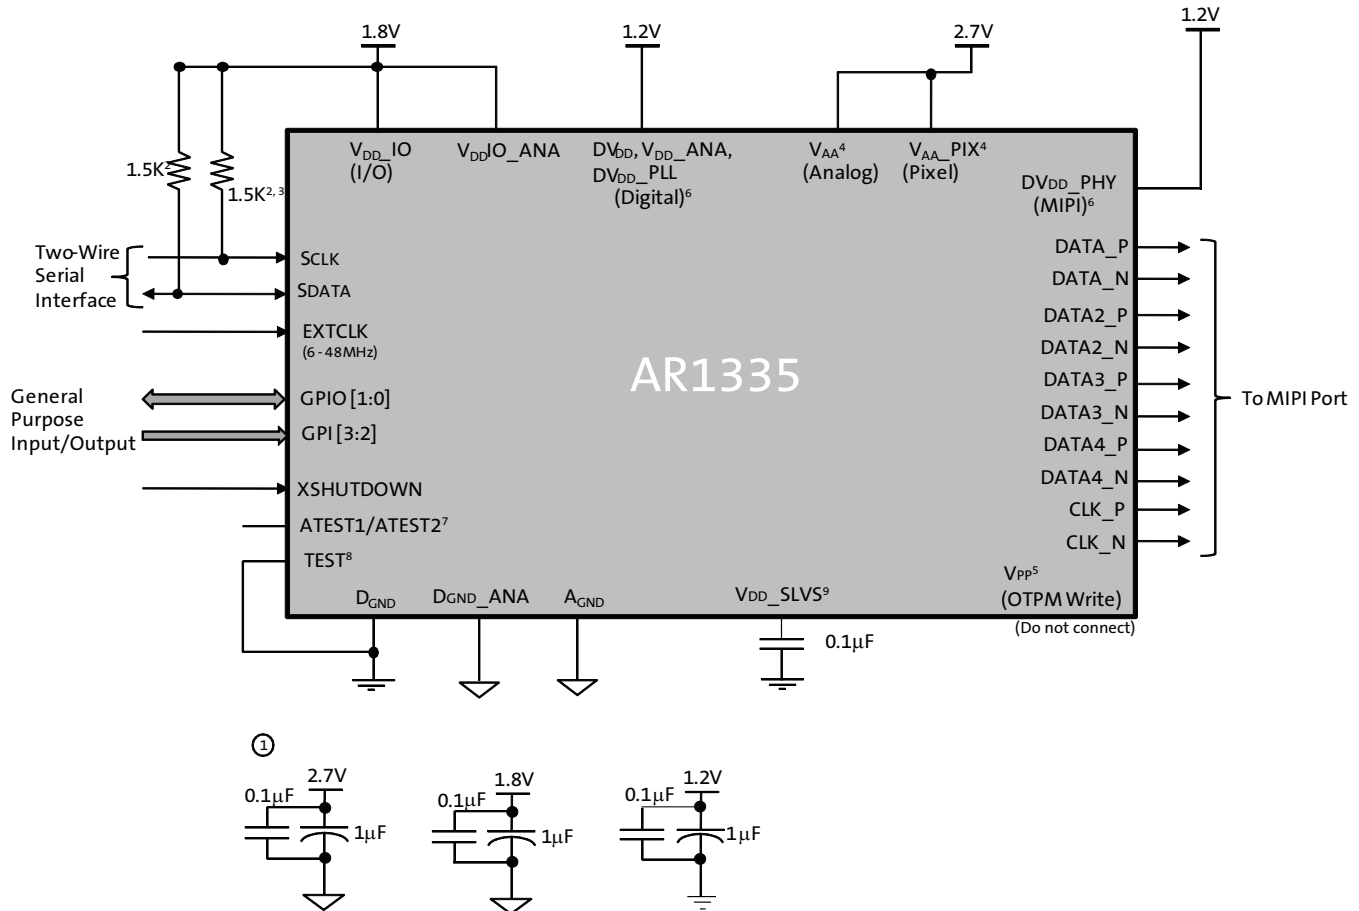 1.8V
1.2V
2.7V
1.2V
VDD_IO
(I/O)
VDDIO_ANA
DVDD, VDD_ANA,
DVDD_PLL
(Digital)⁶
VAA⁴
(Analog)
VAA_PIX⁴
(Pixel)
DVDD_PHY
(MIPI)⁶
1.5K²
1.5K²,³
Two-Wire
Serial
Interface
SCLK
SDATA
EXTCLK
(6 - 48MHz)
General
Purpose
Input/Output
GPIO [1:0]
GPI [3:2]
XSHUTDOWN
ATEST1/ATEST2⁷
TEST⁸
AR1335
DATA_P
DATA_N
DATA2_P
DATA2_N
DATA3_P
DATA3_N
DATA4_P
DATA4_N
CLK_P
CLK_N
To MIPI Port
DGND
DGND_ANA
AGND
VDD_SLVS⁹
VPP⁵
(OTPM Write)
(Do not connect)
0.1µF
1
2.7V
0.1µF
1µF
1.8V
0.1µF
1µF
1.2V
0.1µF
1µF